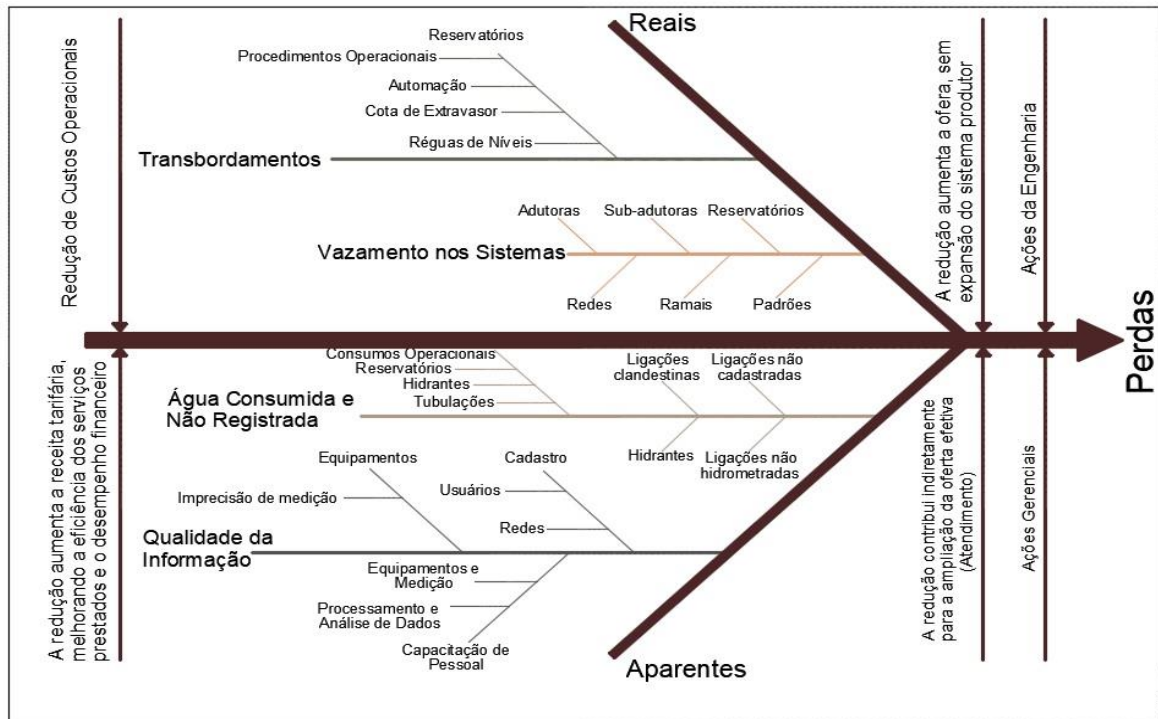 Reais
Reservatórios
Procedimentos Operacionais
Automação
Cota de Extravasor
Réguas de Níveis
Transbordamentos
Adutoras
Sub-adutoras
Reservatórios
Vazamento nos Sistemas
Redes
Ramais
Padrões
Redução de Custos Operacionais
A redução aumenta a ofera, sem
expansão do sistema produtor
Ações da Engenharia
Perdas
Consumos Operacionais
Reservatórios
Hidrantes
Tubulações
Ligações
clandestinas
Ligações não
cadastradas
Água Consumida e
Não Registrada
Hidrantes
Ligações não
hidrometradas
Equipamentos
Imprecisão de medição
Cadastro
Usuários
Redes
Qualidade da
Informação
Equipamentos e
Medição
Processamento e
Análise de Dados
Capacitação de
Pessoal
Aparentes
A redução aumenta a receita tarifária,
melhorando a eficiência dos serviços
prestados e o desempenho financeiro
A redução contribui indiretamente
para a ampliação da oferta efetiva
(Atendimento)
Ações Gerenciais